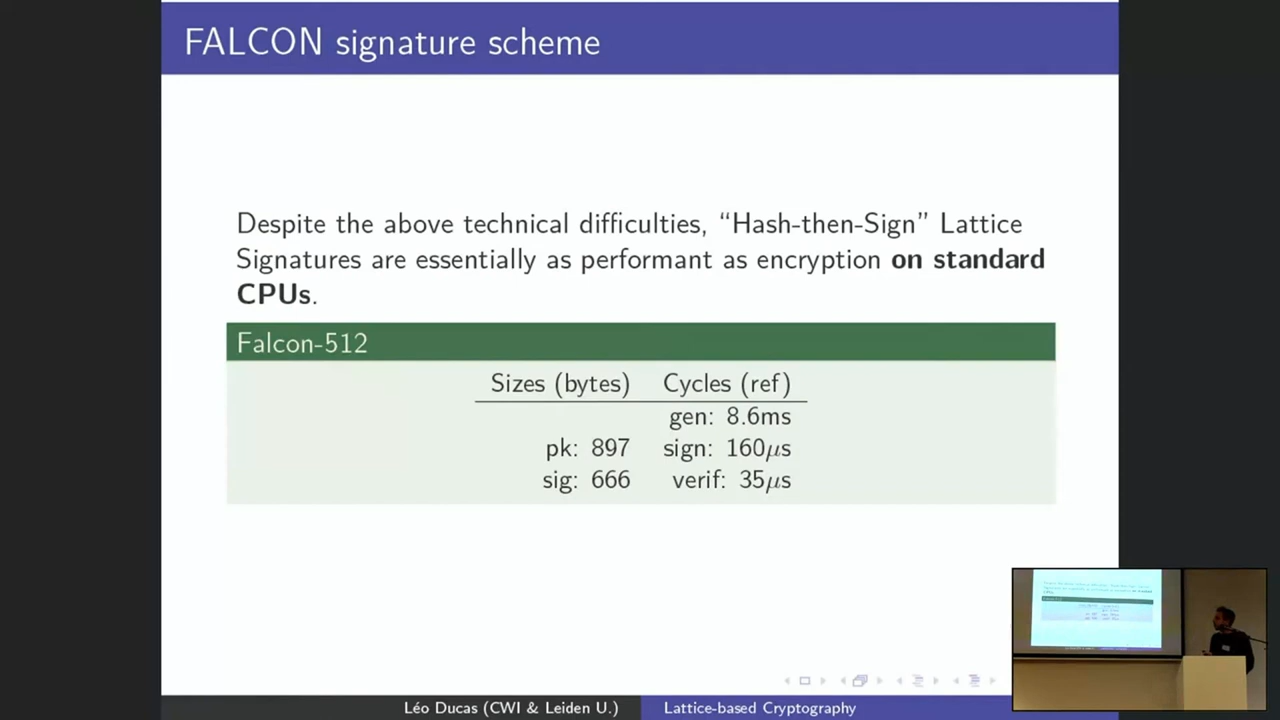 FALCON signature scheme
Despite the above technical difficulties, “Hash-then-Sign” Lattice
Signatures are essentially as performant as encryption on standard
CPUs.
Falcon-512
Sizes (bytes) Cycles (ref)
gen: 8.6ms
pk: 897 sign: 160μs
sig: 666 verif: 35μs
Léo Ducas (CWI & Leiden U.) Lattice-based Cryptography